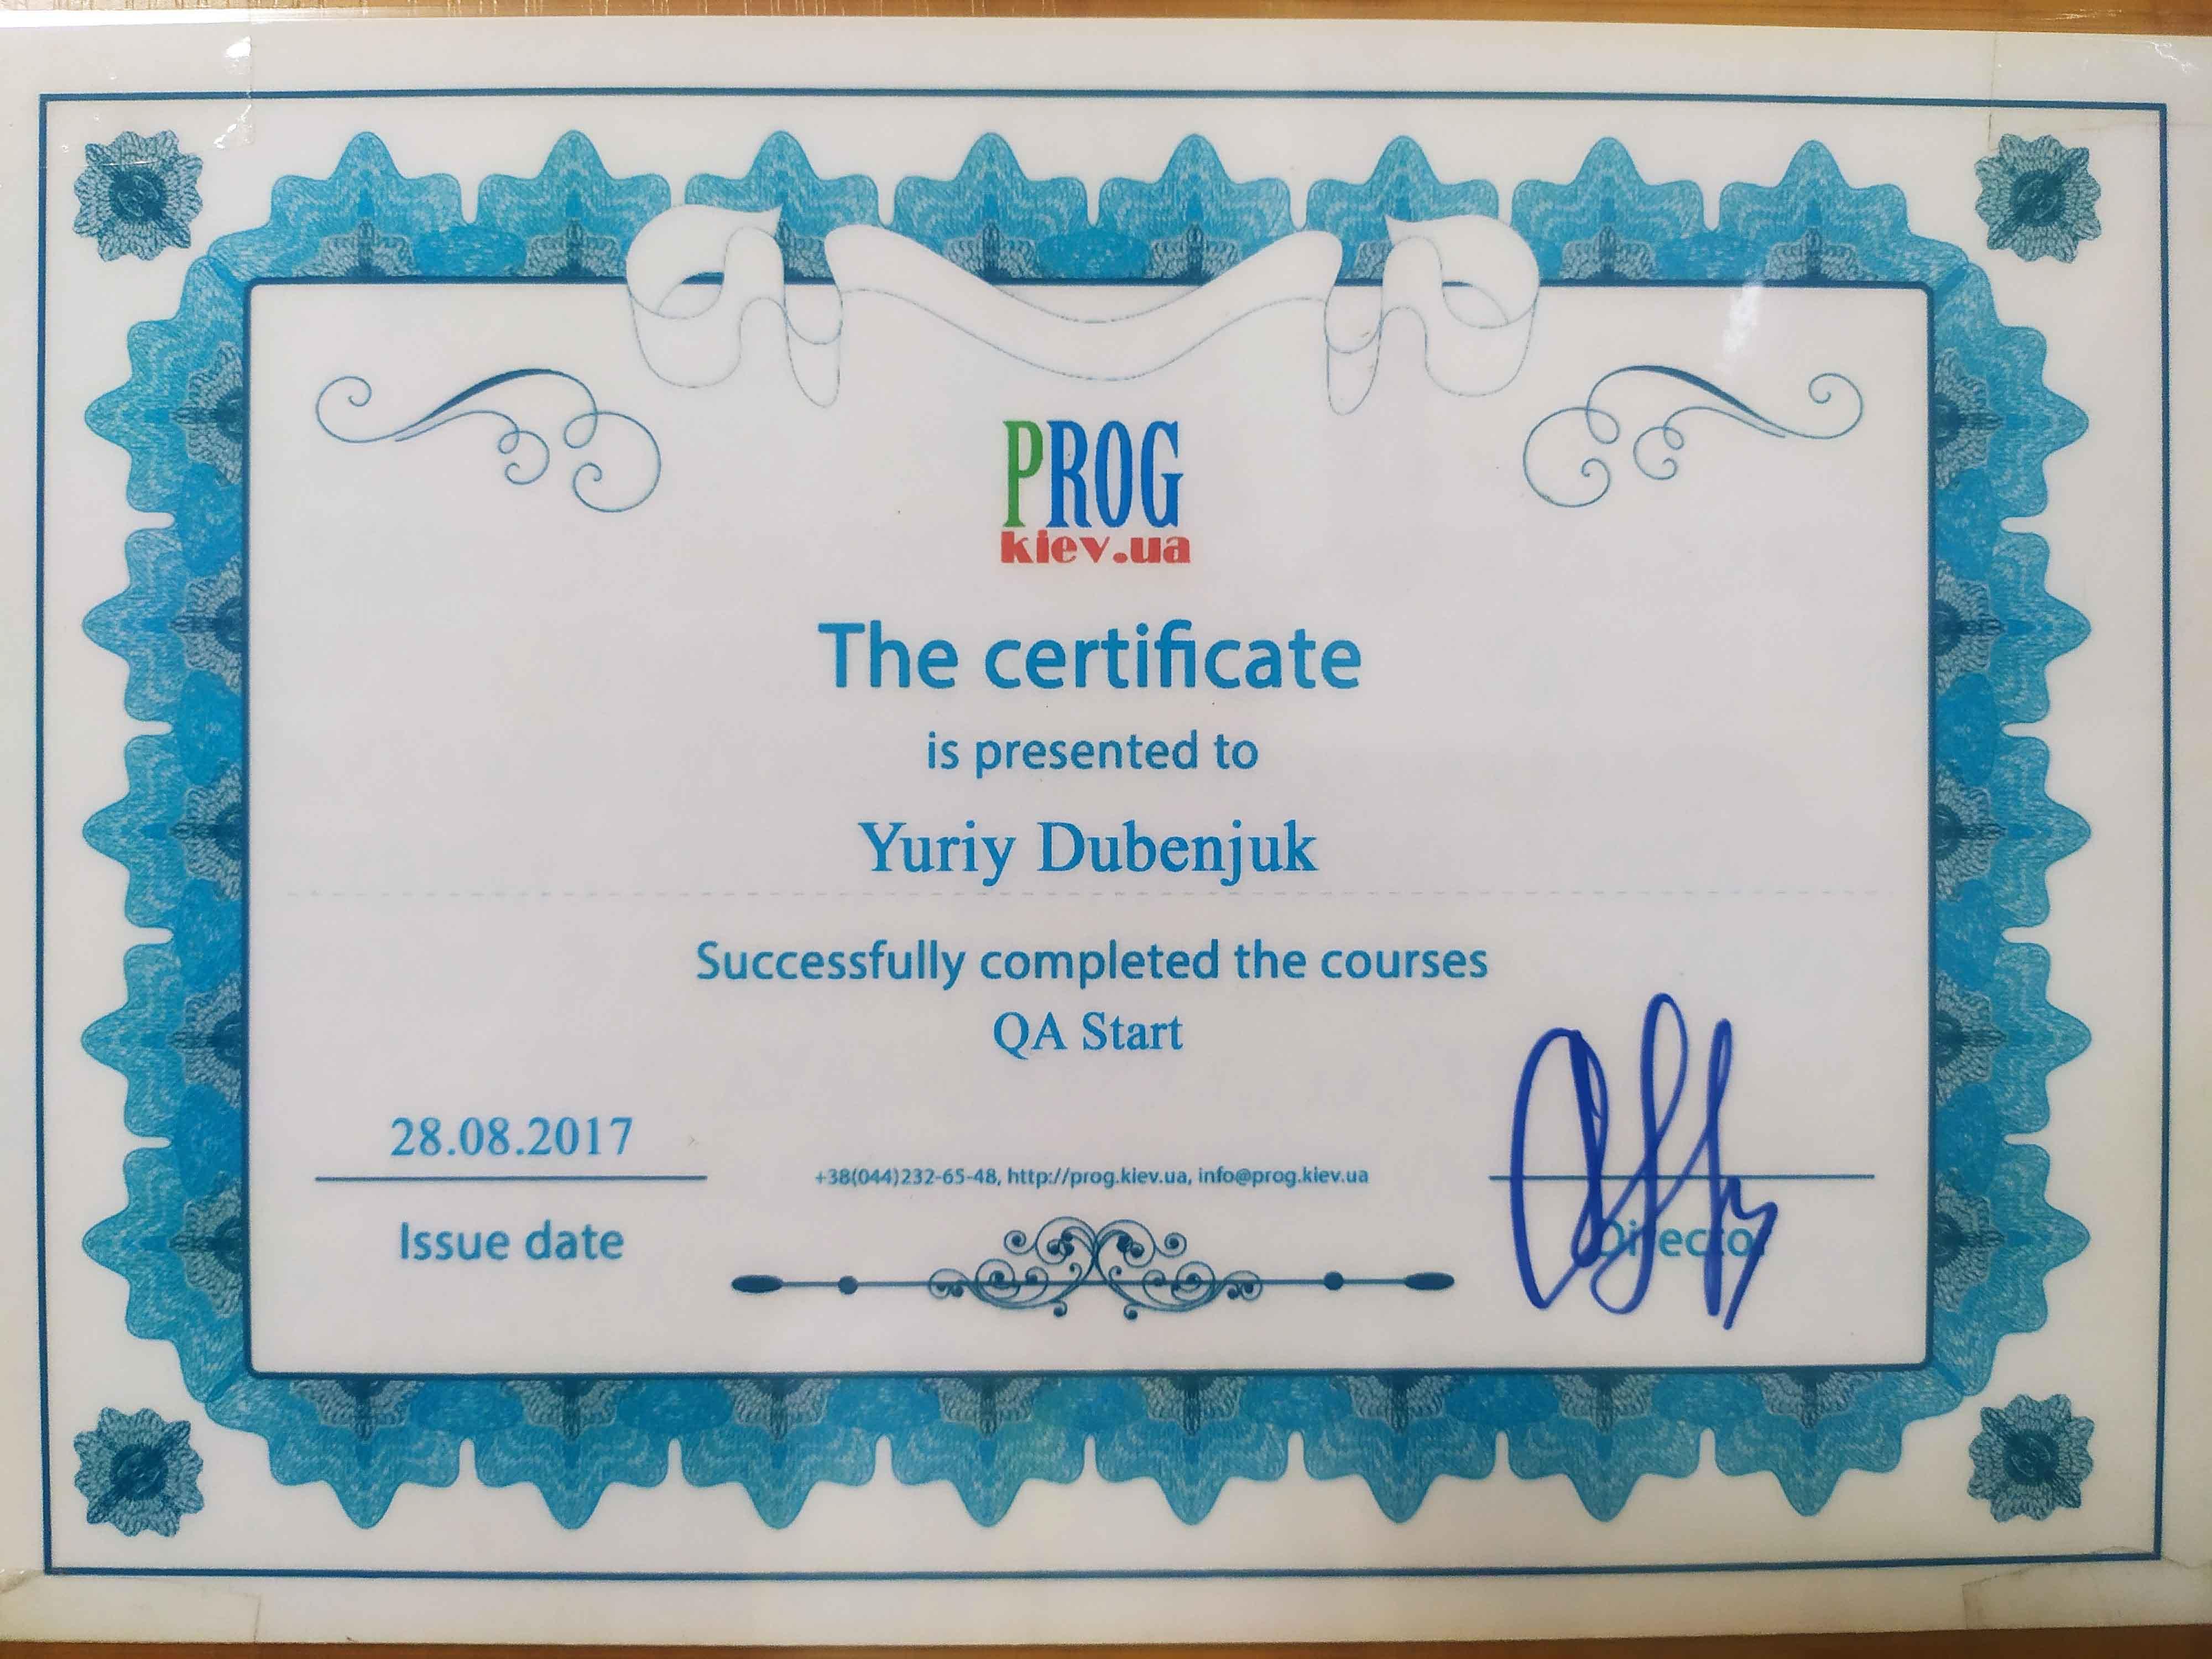 PROG
kiev.ua
The certificate
is presented to
Yuriy Dubenjuk
Successfully completed the courses
QA Start
28.08.2017
+38(044)232-65-48, http://prog.kiev.ua, info@prog.kiev.ua
Issue date
Director